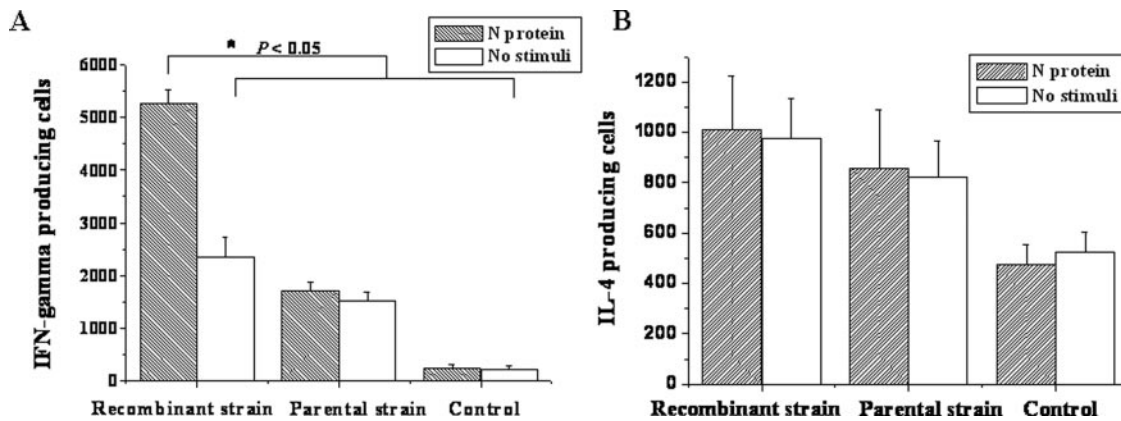 A
* P < 0.05
N protein
No stimuli
IFN-gamma producing cells
6000
5000
4000
3000
2000
1000
0
Recombinant strain
Parental strain
Control
B
N protein
No stimuli
IL-4 producing cells
1200
1000
800
600
400
200
0
Recombinant strain
Parental strain
Control